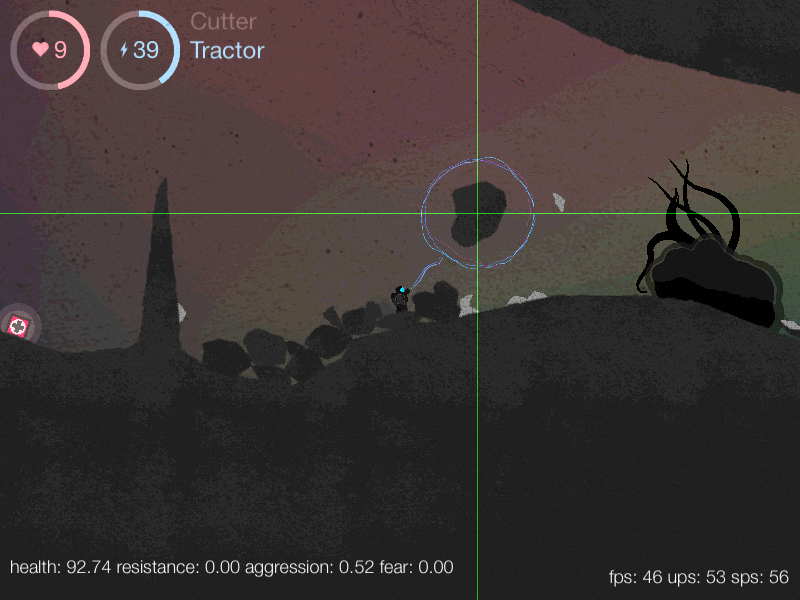 9
39
Cutter
Tractor
health: 92.74 resistance: 0.00 aggression: 0.52 fear: 0.00
fps: 46 ups: 53 sps: 56